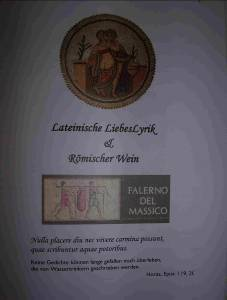 Lateinische LiebesLyrik
&
Römischer Wein
FALERNO
DEL
MASSICO
Nulla placere diu nec vivere carmina possunt,
quae scribuntur aquae potoribus.
Keine Gedichte können lange gefallen noch überleben,
die von Wassertrinkern geschrieben werden.
Horaz, Epist. I 19, 2f.